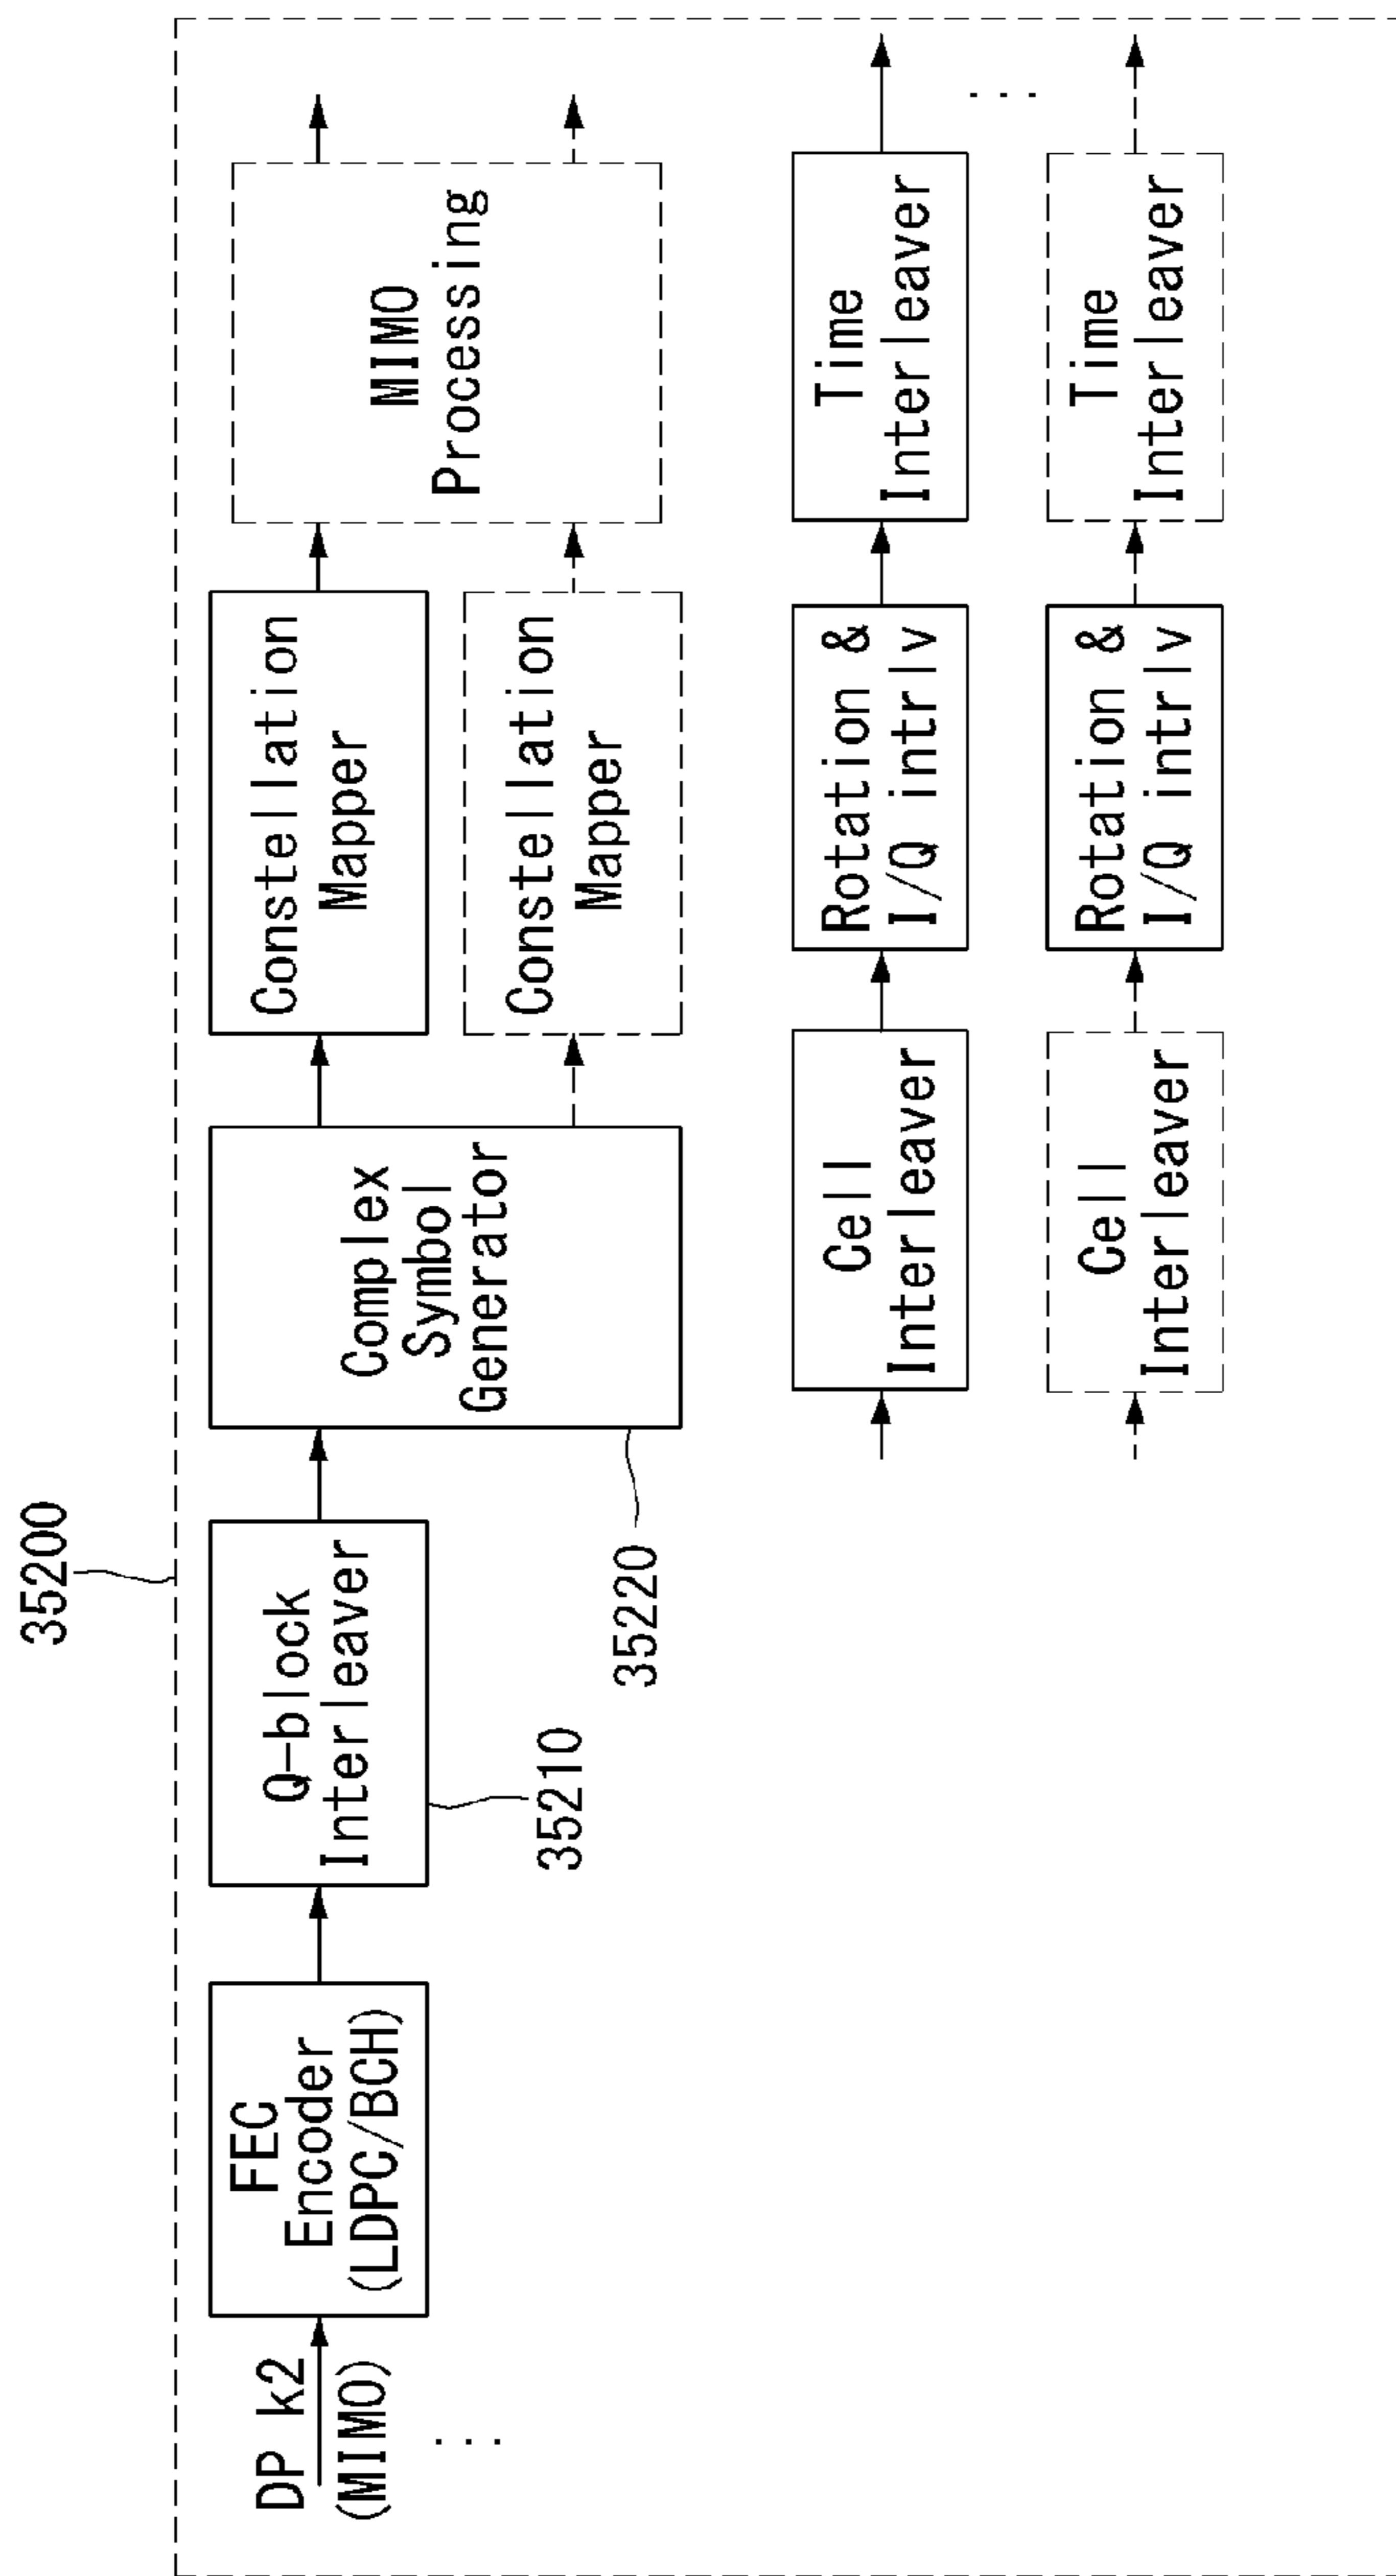 35200
DP k2
(MIMO)
...
FEC
Encoder
(LDPC/BCH)
Q-block
Interleaver
35210
Complex
Symbol
Generator
35220
Constellation
Mapper
Constellation
Mapper
MIMO
Processing
Cell
Interleaver
Rotation &
I/Q intrlv
Time
Interleaver
Cell
Interleaver
Rotation &
I/Q intrlv
Time
Interleaver
...